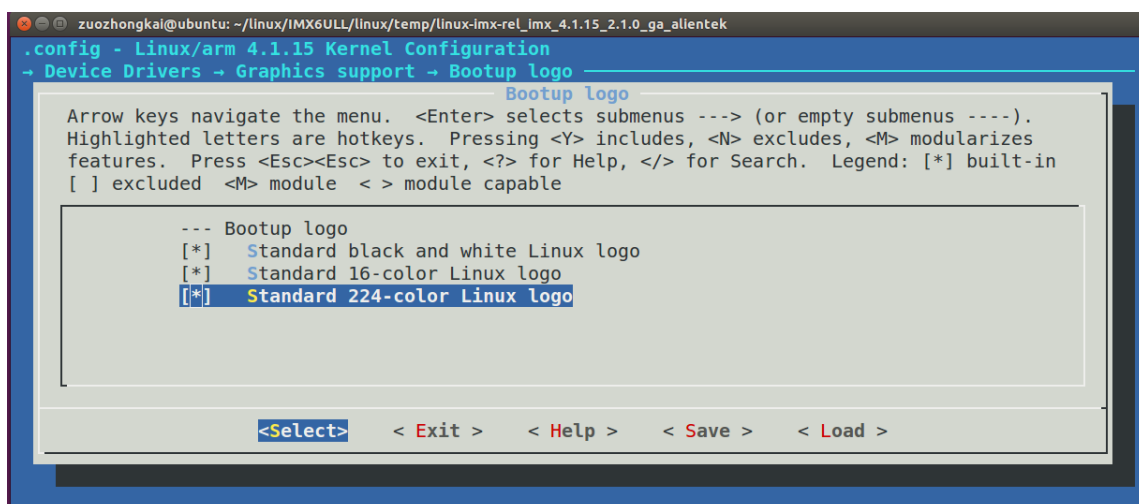 zuozhongkai@ubuntu: ~/linux/IMX6ULL/linux/temp/linux-imx-rel_imx_4.1.15_2.1.0_ga_alientek
.config - Linux/arm 4.1.15 Kernel Configuration
→ Device Drivers → Graphics support → Bootup logo
Bootup logo
Arrow keys navigate the menu.  <Enter> selects submenus ---> (or empty submenus ----).
Highlighted letters are hotkeys.  Pressing <Y> includes, <N> excludes, <M> modularizes
features.  Press <Esc><Esc> to exit, <?> for Help, </> for Search.  Legend: [*] built-in
[ ] excluded  <M> module  < > module capable
--- Bootup logo
[*]   Standard black and white Linux logo
[*]   Standard 16-color Linux logo
[*]   Standard 224-color Linux logo
<Select>    < Exit >    < Help >    < Save >    < Load >